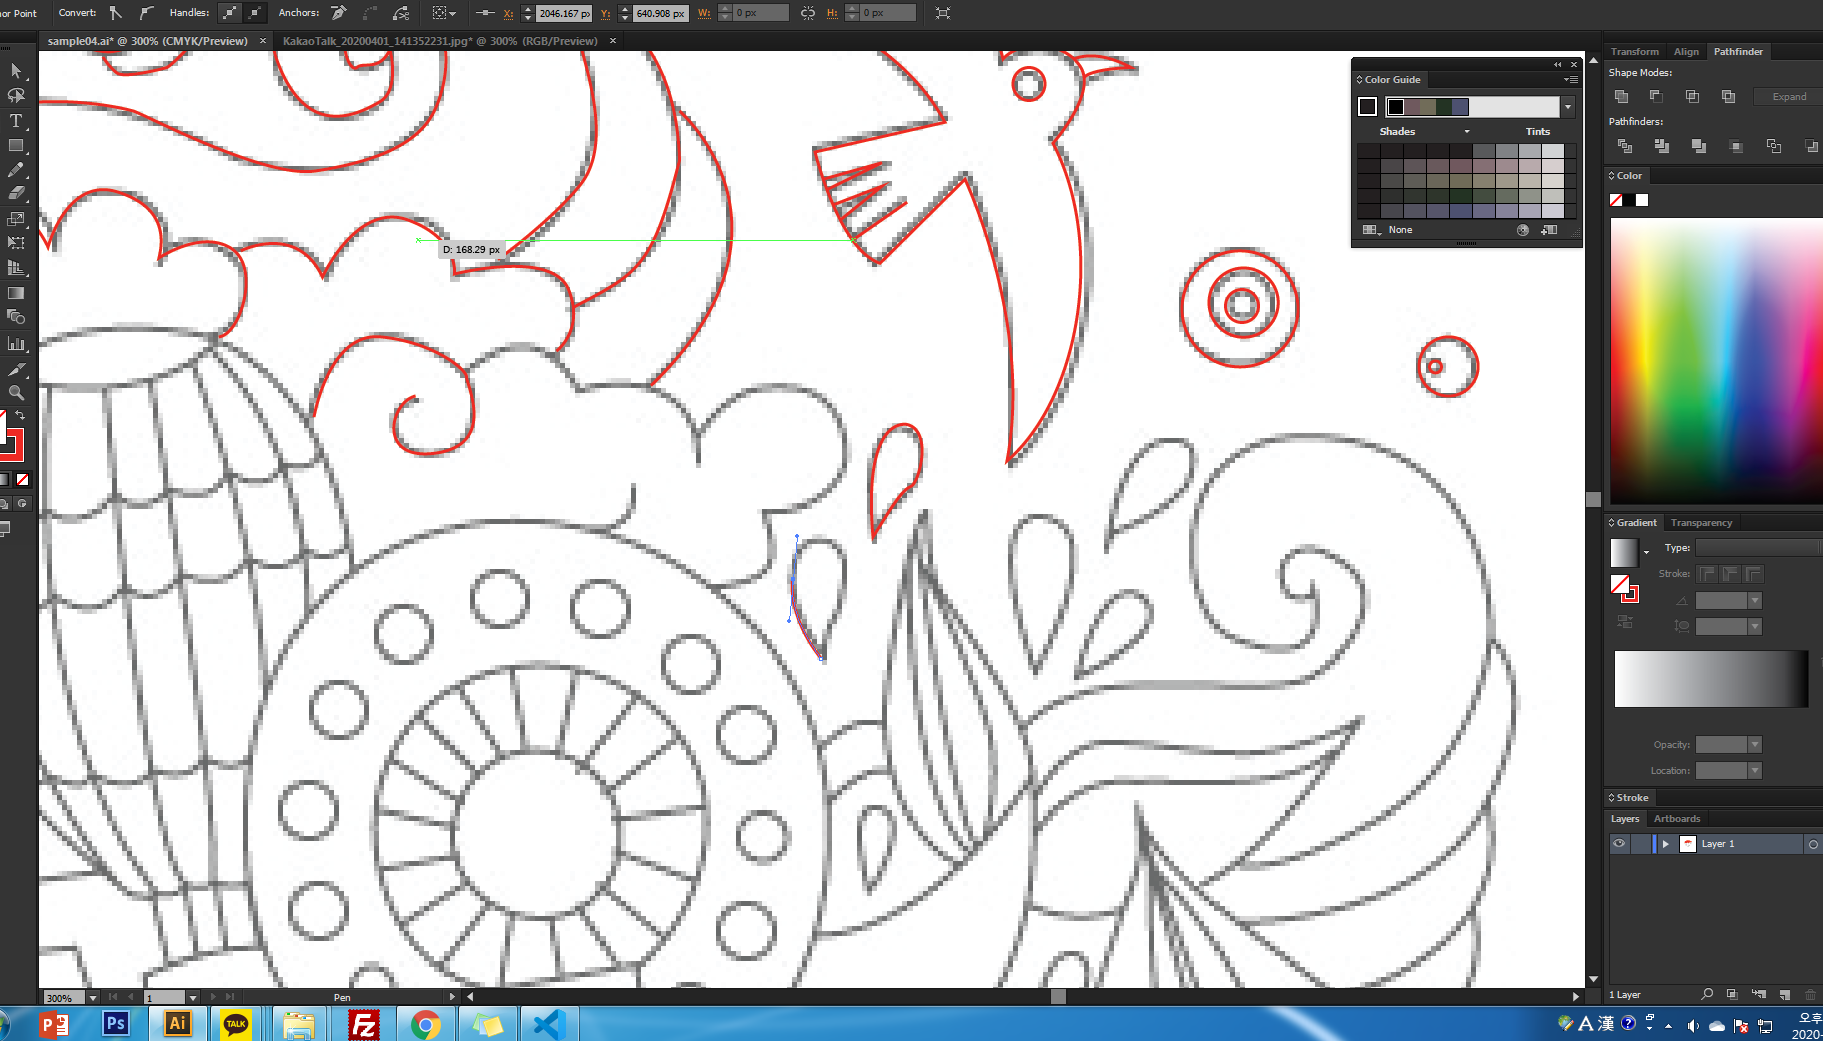 or Point Convert: Handles: Anchors: X: 2046.167 px Y: 640.908 px W: 0 px H: 0 px
sample04.ai* @ 300% (CMYK/Preview) × KakaoTalk_20200401_141352231.jpg* @ 300% (RGB/Preview) ×
Transform Align Pathfinder
Shape Modes:
Expand
Pathfinders:
Color Guide
Shades Tints
None
Color
D: 168.29 px
Gradient Transparency
Type:
Stroke:
Opacity:
Location:
Stroke
Layers Artboards
Layer 1
1 Layer
300% 1 Pen
Ps Ai TALK Fz
A 漢
오후
2020-